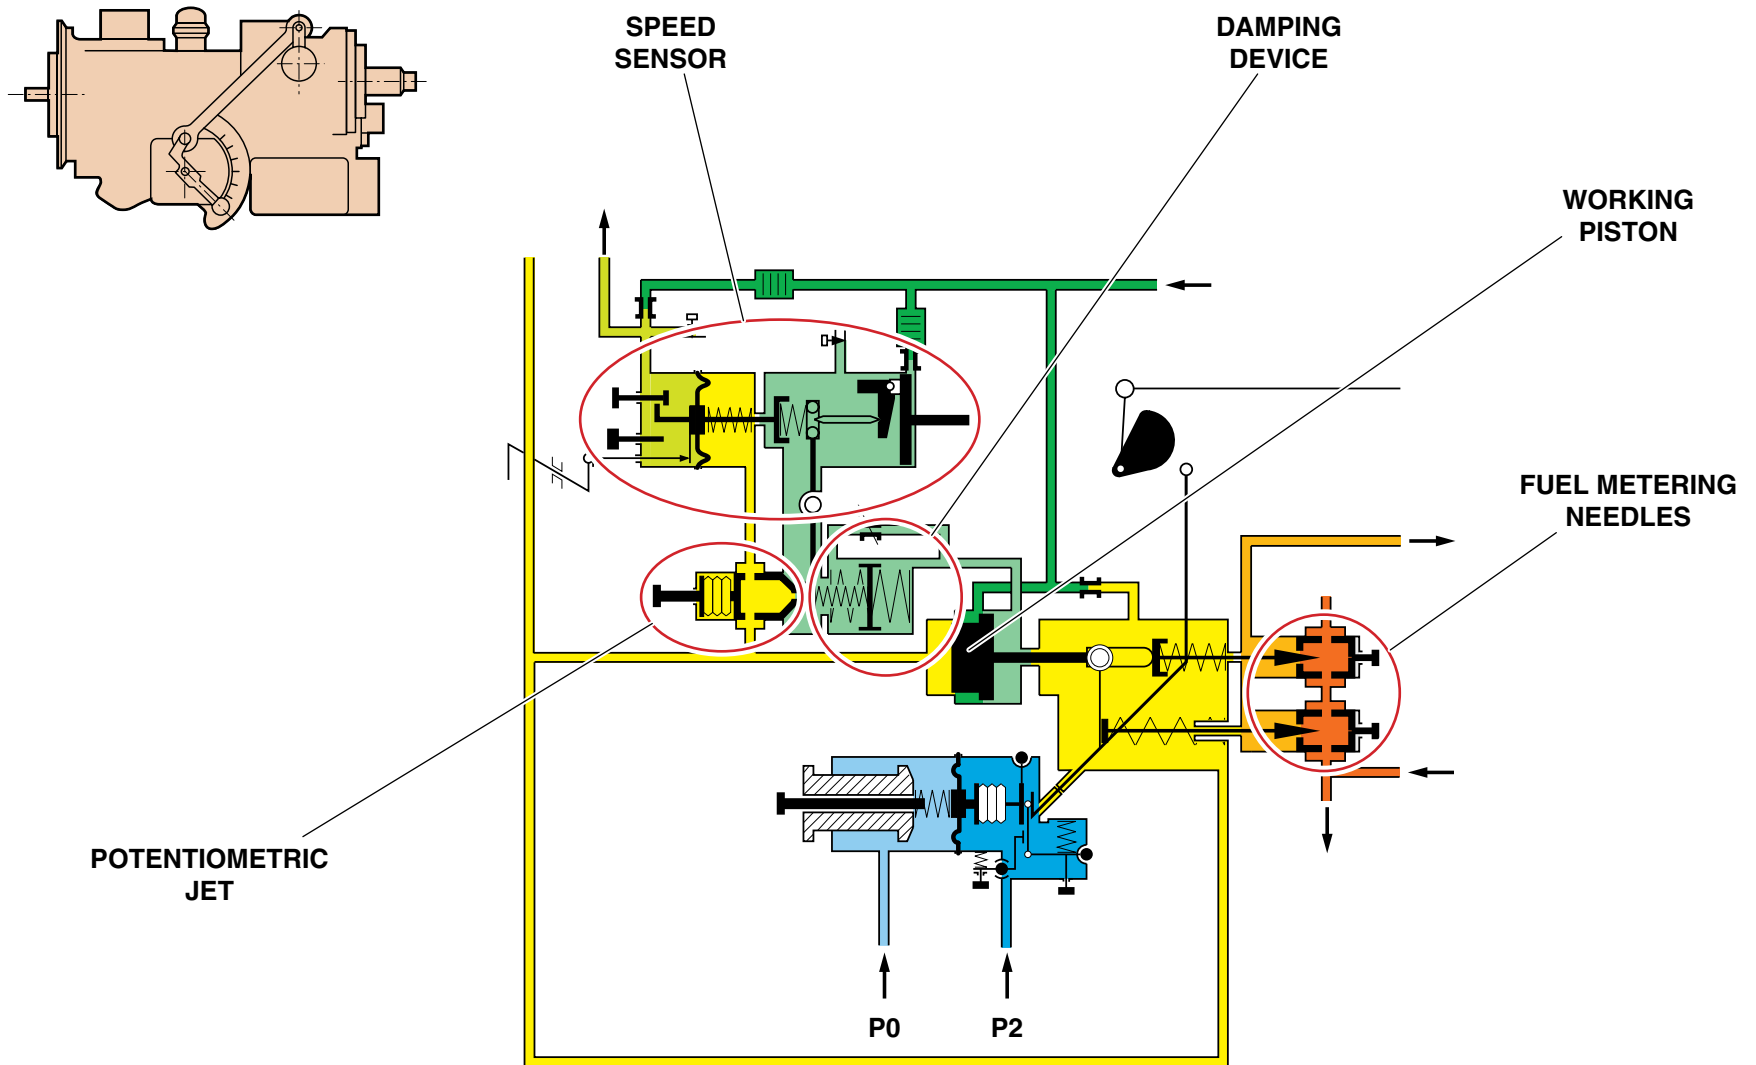 SPEED
SENSOR
DAMPING
DEVICE
WORKING
PISTON
FUEL METERING
NEEDLES
POTENTIOMETRIC
JET
P0
P2